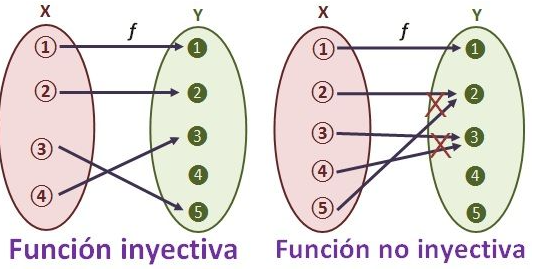 X f Y
1 1
2 2
3 3
4 4
5
Función inyectiva
X f Y
1 1
2 2
3 3
4 4
5 5
Función no inyectiva